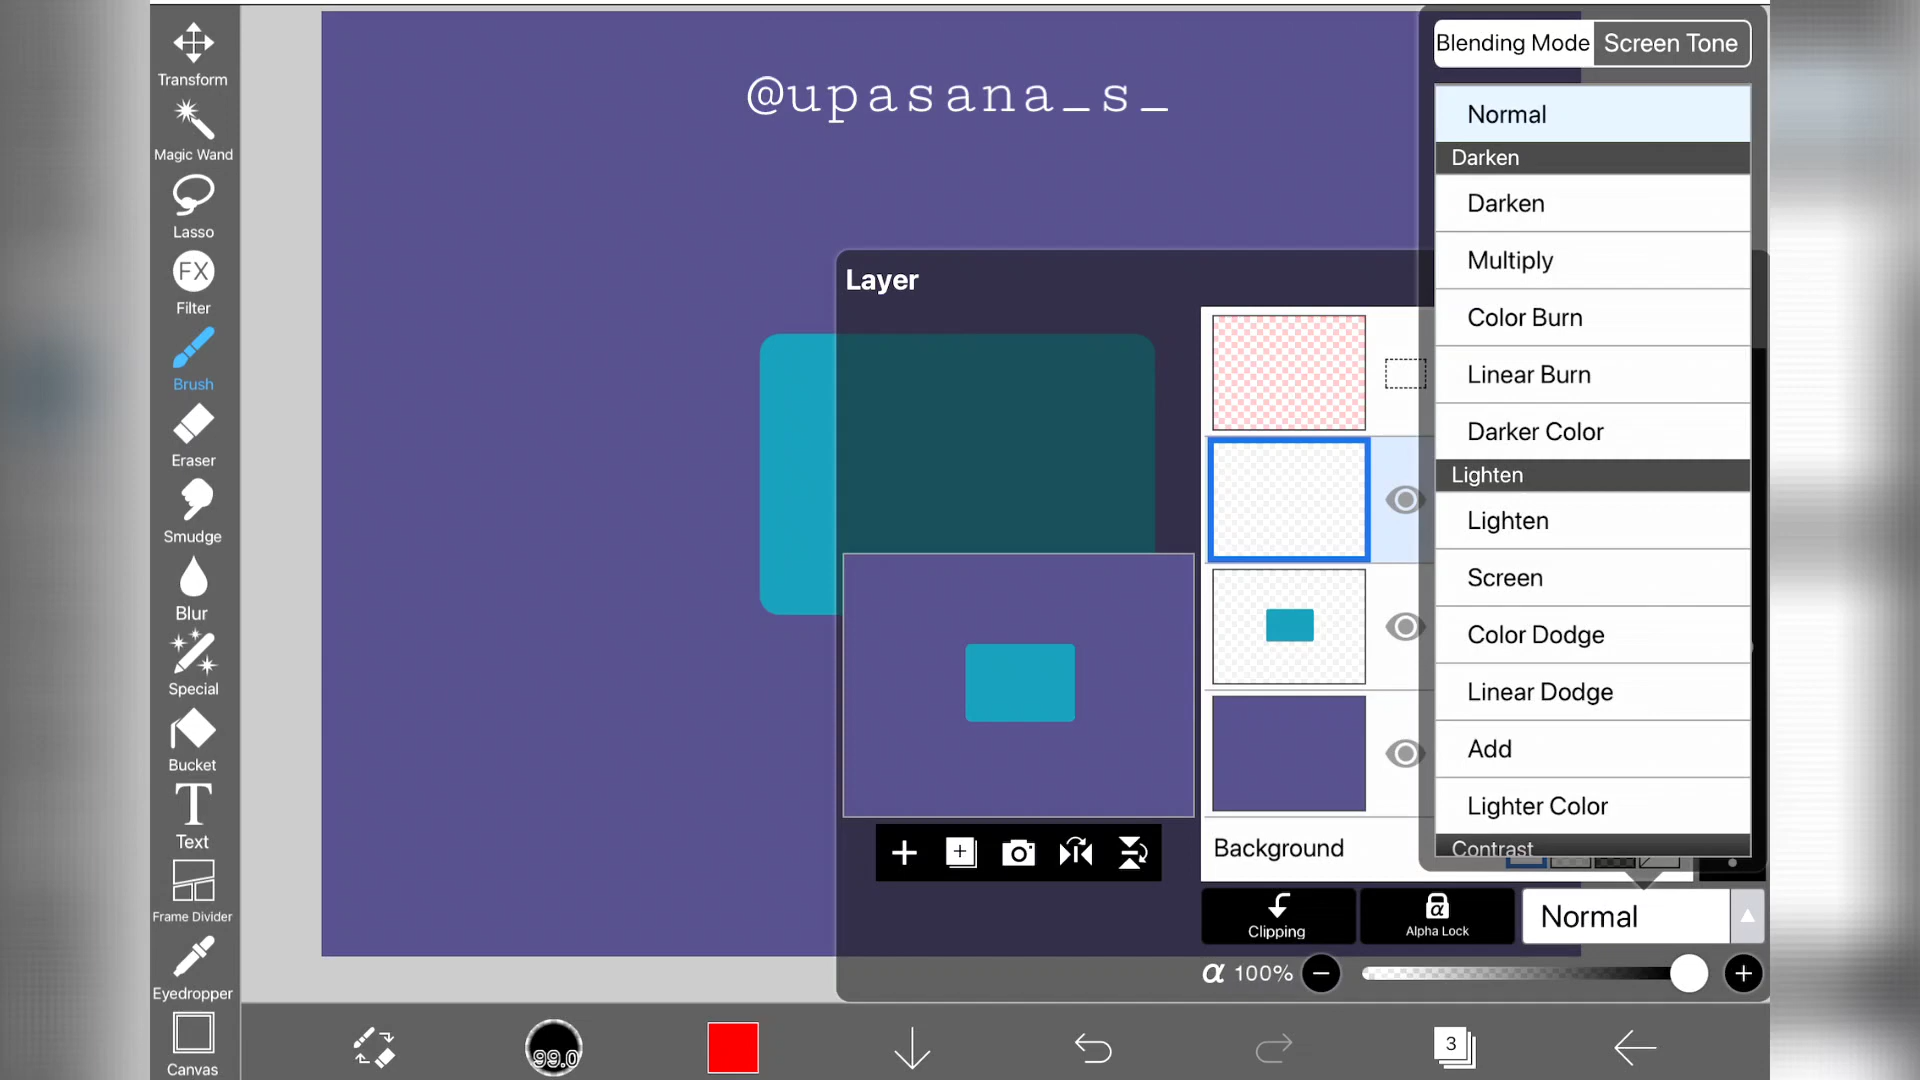 Transform
Magic Wand
Lasso
FX
Filter
Brush
Eraser
Smudge
Blur
Special
Bucket
T
Text
Frame Divider
Eyedropper
Canvas
@upasana_s_
Layer
Background
Clipping
α
Alpha Lock
Normal
α 100%
Blending Mode
Screen Tone
Normal
Darken
Darken
Multiply
Color Burn
Linear Burn
Darker Color
Lighten
Lighten
Screen
Color Dodge
Linear Dodge
Add
Lighter Color
Contrast
99.0
3